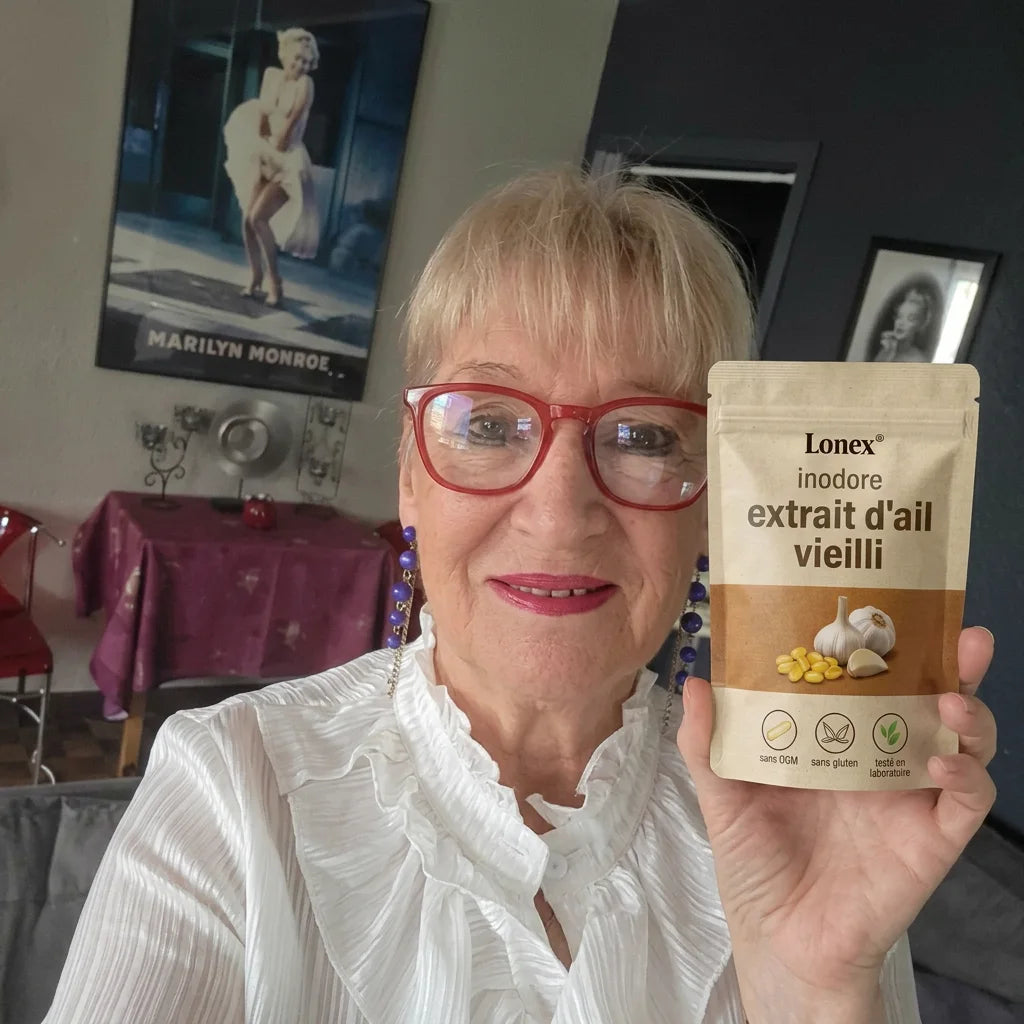 MARILYN MONROE
Lonex®
inodore
extrait d'ail
vieilli
sans OGM
sans gluten
testé en
laboratoire